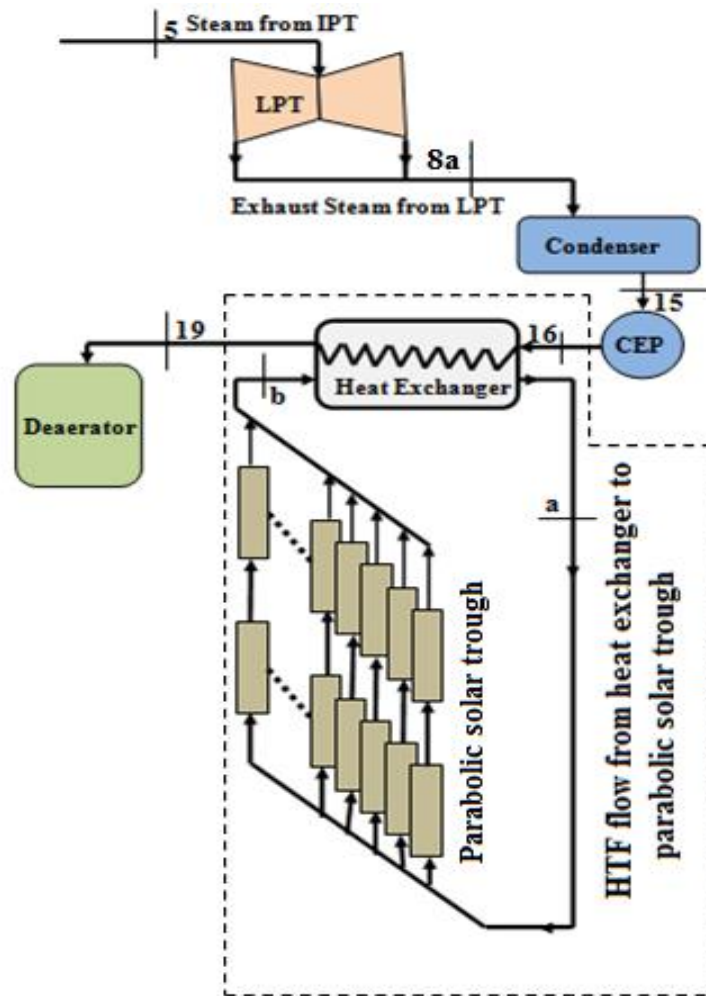 5 Steam from IPT
LPT
8a
Exhaust Steam from LPT
Condenser
15
19
16
CEP
b
Heat Exchanger
Deaerator
a
Parabolic solar trough
HTF flow from heat exchanger to
parabolic solar trough